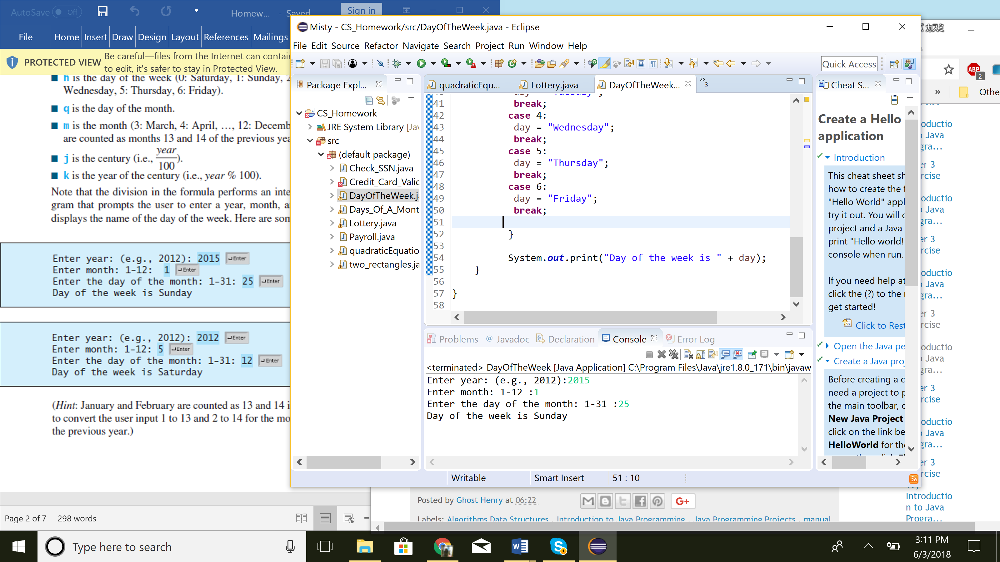 AutoSave Off Homew... - Saved Sign in
File Home Insert Draw Design Layout References Mailings
PROTECTED VIEW Be careful—files from the Internet can contai
to edit, it's safer to stay in Protected View.
h is the day of the week (0: Saturday, 1: Sunday, 2
Wednesday, 5: Thursday, 6: Friday).
q is the day of the month.
m is the month (3: March, 4: April, …, 12: Decemb
are counted as months 13 and 14 of the previous yea
j is the century (i.e., year/100).
k is the year of the century (i.e., year % 100).
Note that the division in the formula performs an inte
gram that prompts the user to enter a year, month, a
displays the name of the day of the week. Here are som
Enter year: (e.g., 2012): 2015 Enter
Enter month: 1-12: 1 Enter
Enter the day of the month: 1-31: 25 Enter
Day of the week is Sunday
Enter year: (e.g., 2012): 2012 Enter
Enter month: 1-12: 5 Enter
Enter the day of the month: 1-31: 12 Enter
Day of the week is Saturday
(Hint: January and February are counted as 13 and 14 i
to convert the user input 1 to 13 and 2 to 14 for the mo
the previous year.)
Page 2 of 7 298 words
Misty - CS_Homework/src/DayOfTheWeek.java - Eclipse
File Edit Source Refactor Navigate Search Project Run Window Help
Quick Access
Package Expl...
CS_Homework
JRE System Library [Jav
src
(default package)
Check_SSN.java
Credit_Card_Valic
DayOfTheWeek.ja
Days_Of_A_Mont
Lottery.java
Payroll.java
quadraticEquatio
two_rectangles.ja
quadraticEqu... Lottery.java DayOfTheWeek... »3
41 break;
42 case 4:
43 day = "Wednesday";
44 break;
45 case 5:
46 day = "Thursday";
47 break;
48 case 6:
49 day = "Friday";
50 break;
51
52 }
53
54 System.out.print("Day of the week is " + day);
55 }
56
57 }
58
Problems @ Javadoc Declaration Console Error Log
<terminated> DayOfTheWeek [Java Application] C:\Program Files\Java\jre1.8.0_171\bin\javaw
Enter year: (e.g., 2012):2015
Enter month: 1-12 :1
Enter the day of the month: 1-31 :25
Day of the week is Sunday
Writable Smart Insert 51 : 10
Cheat S...
Create a Hello
application
Introduction
This cheat sheet sh
how to create the f
"Hello World" appl
try it out. You will c
project and a Java
print "Hello world!
console when run.
If you need help at
click the (?) to the
get started!
Click to Rest
Open the Java pe
Create a Java proj
Before creating a c
need a project to p
the main toolbar, c
New Java Project
click on the link be
HelloWorld for th
カスミ
ABP 2
» Othe
oductio
Java
gra...
er 3
rcise
oductio
Java
gra...
er 3
rcise
oductio
Java
gra...
er 3
rcise
oductio
Java
gra...
er 3
rcise
oductio
Java
gra...
er 3
rcise
Introductio
n to Java
Progra...
Posted by Ghost Henry at 06:22
G+
Labels: Algorithms Data Structures , Introduction to Java Programming , Java Programming Projects , manual
Type here to search
3:11 PM
6/3/2018